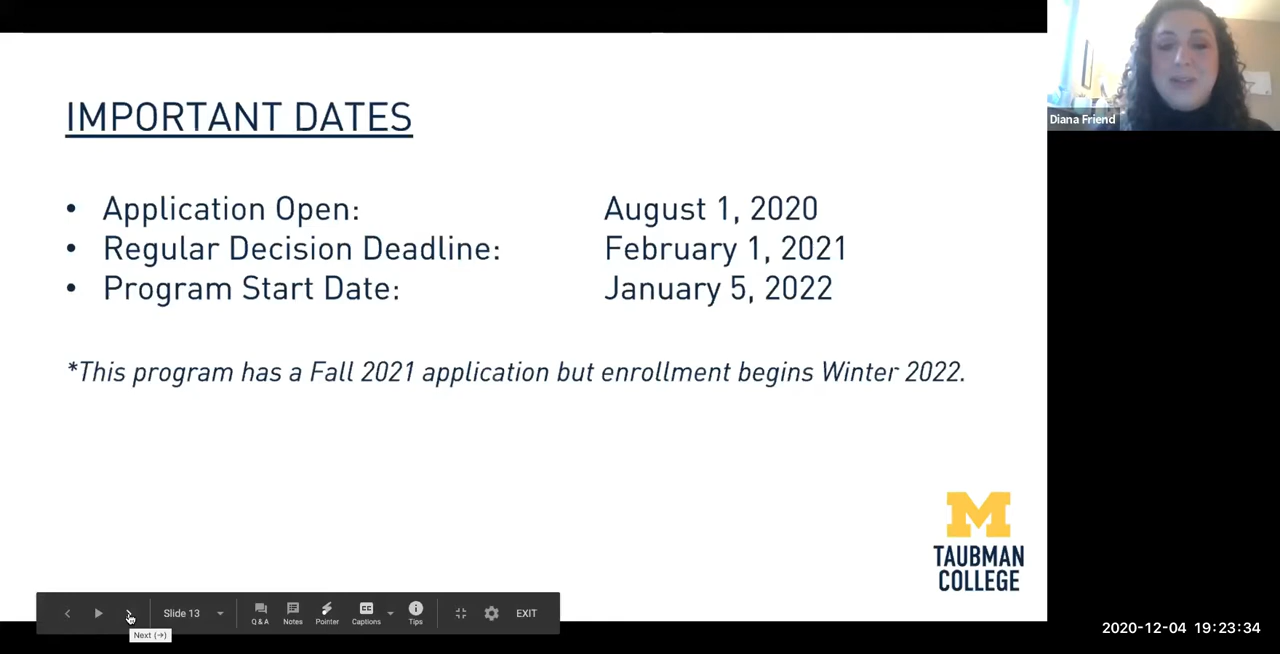 IMPORTANT DATES
• Application Open: August 1, 2020
• Regular Decision Deadline: February 1, 2021
• Program Start Date: January 5, 2022
*This program has a Fall 2021 application but enrollment begins Winter 2022.
M
TAUBMAN
COLLEGE
Diana Friend
Slide 13
Q & A
Notes
Pointer
CC
Captions
Tips
EXIT
Next (→)
2020-12-04 19:23:34